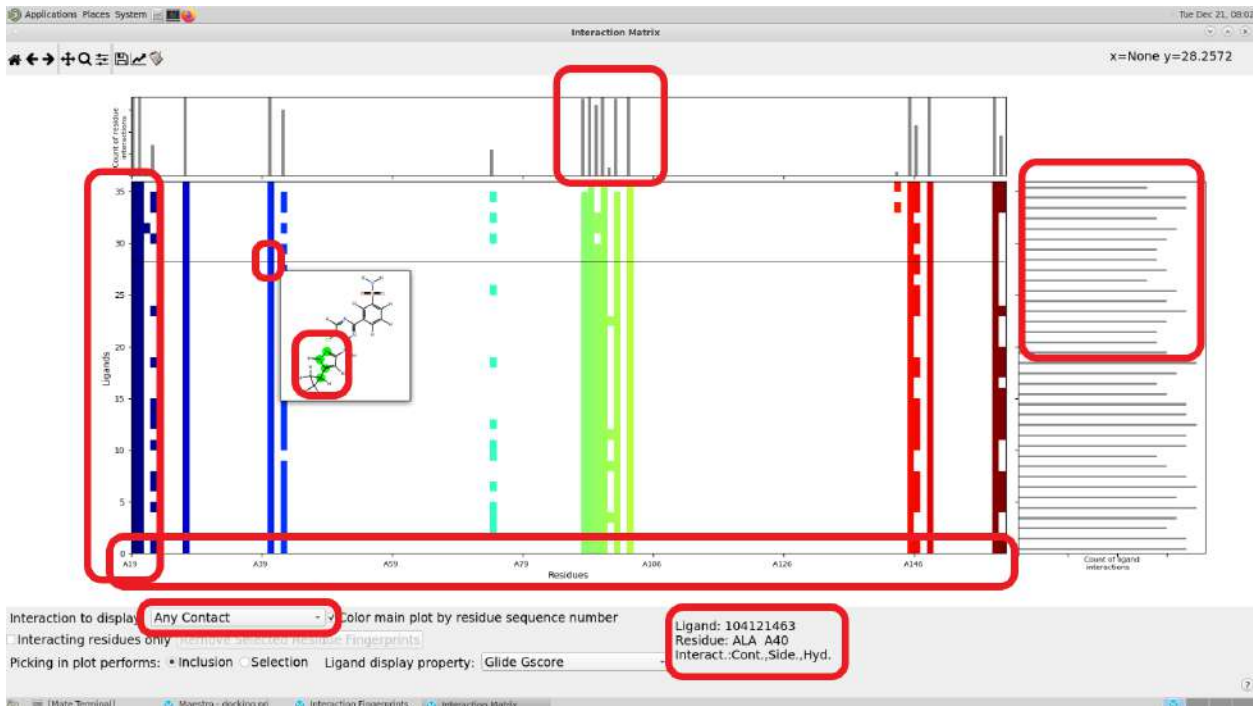 Applications Places System
Tue Dec 21, 08:02
Interaction Matrix
x=None y=28.2572
Count of residue
interactions
35
30
25
20
15
10
5
0
Ligands
A19
A39
A59
A79
A106
A126
A146
Residues
Count of ligand
interactions
Interaction to display
Any Contact
Color main plot by residue sequence number
Interacting residues only
Remove Selected Residue Fingerprints
Picking in plot performs:
Inclusion
Selection
Ligand display property:
Glide Gscore
Ligand: 104121463
Residue: ALA A40
Interact.:Cont.,Side.,Hyd.
[Mate Terminal]
Maestro - docking.prj
Interaction Fingerprints
Interaction Matrix